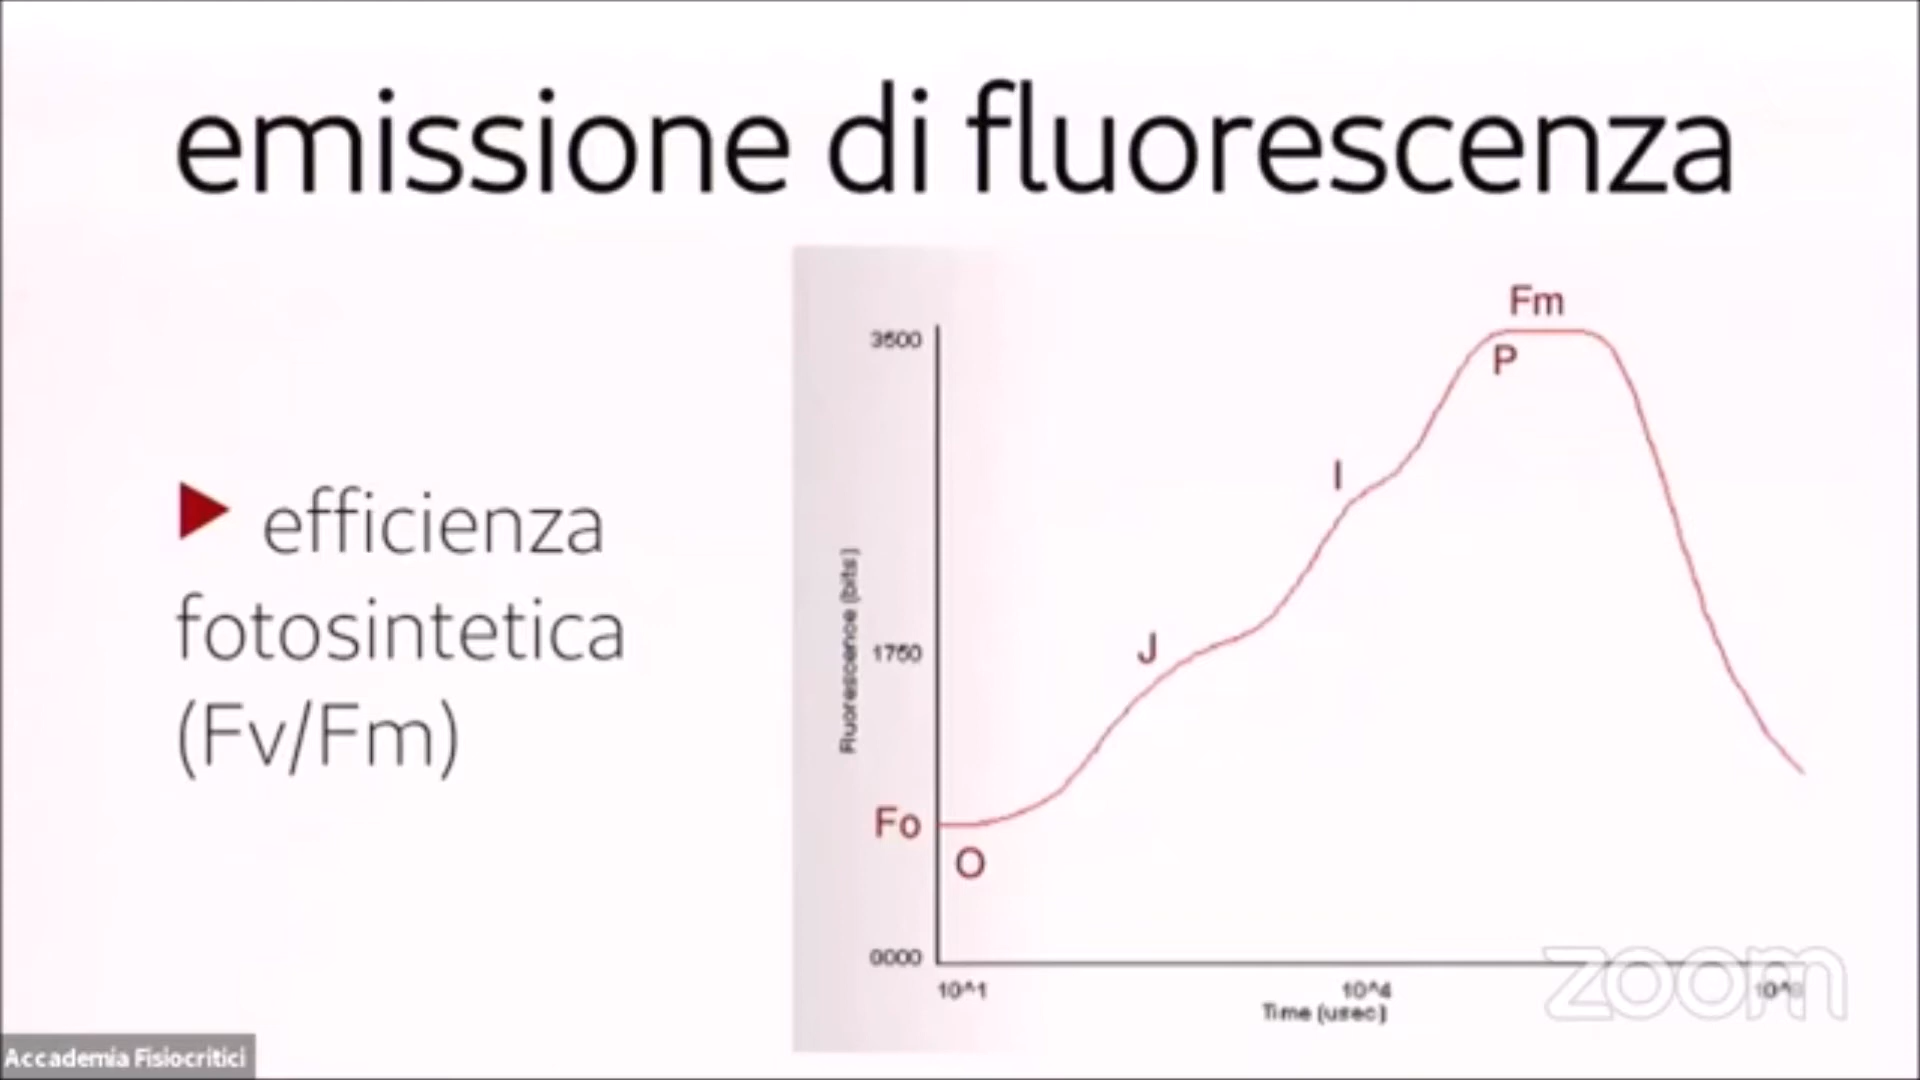 emissione di fluorescenza
efficienza
fotosintetica
(Fv/Fm)
Fm
3500
P
I
Fluorescence (bits)
J
1750
Fo
O
0000
10^1
10^4
Time (usec)
zoom
Accademia Fisiocritici